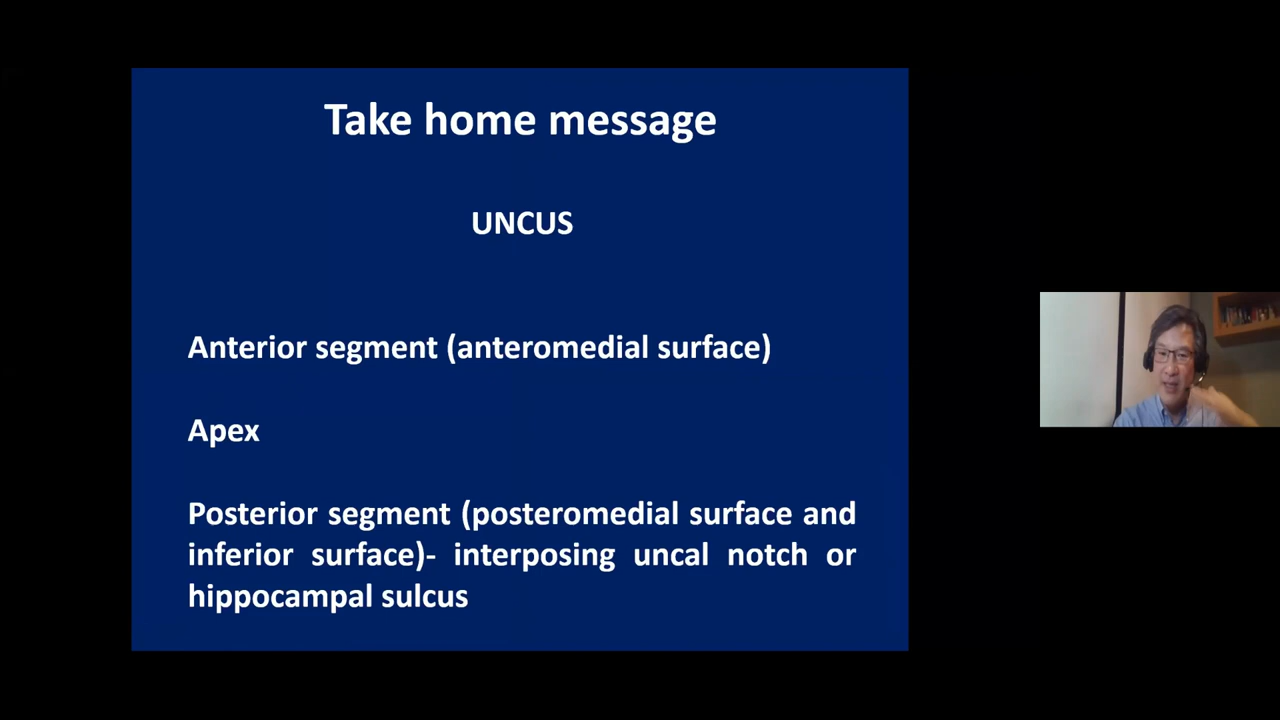 Take home message
UNCUS
Anterior segment (anteromedial surface)
Apex
Posterior segment (posteromedial surface and
inferior surface)- interposing uncal notch or
hippocampal sulcus